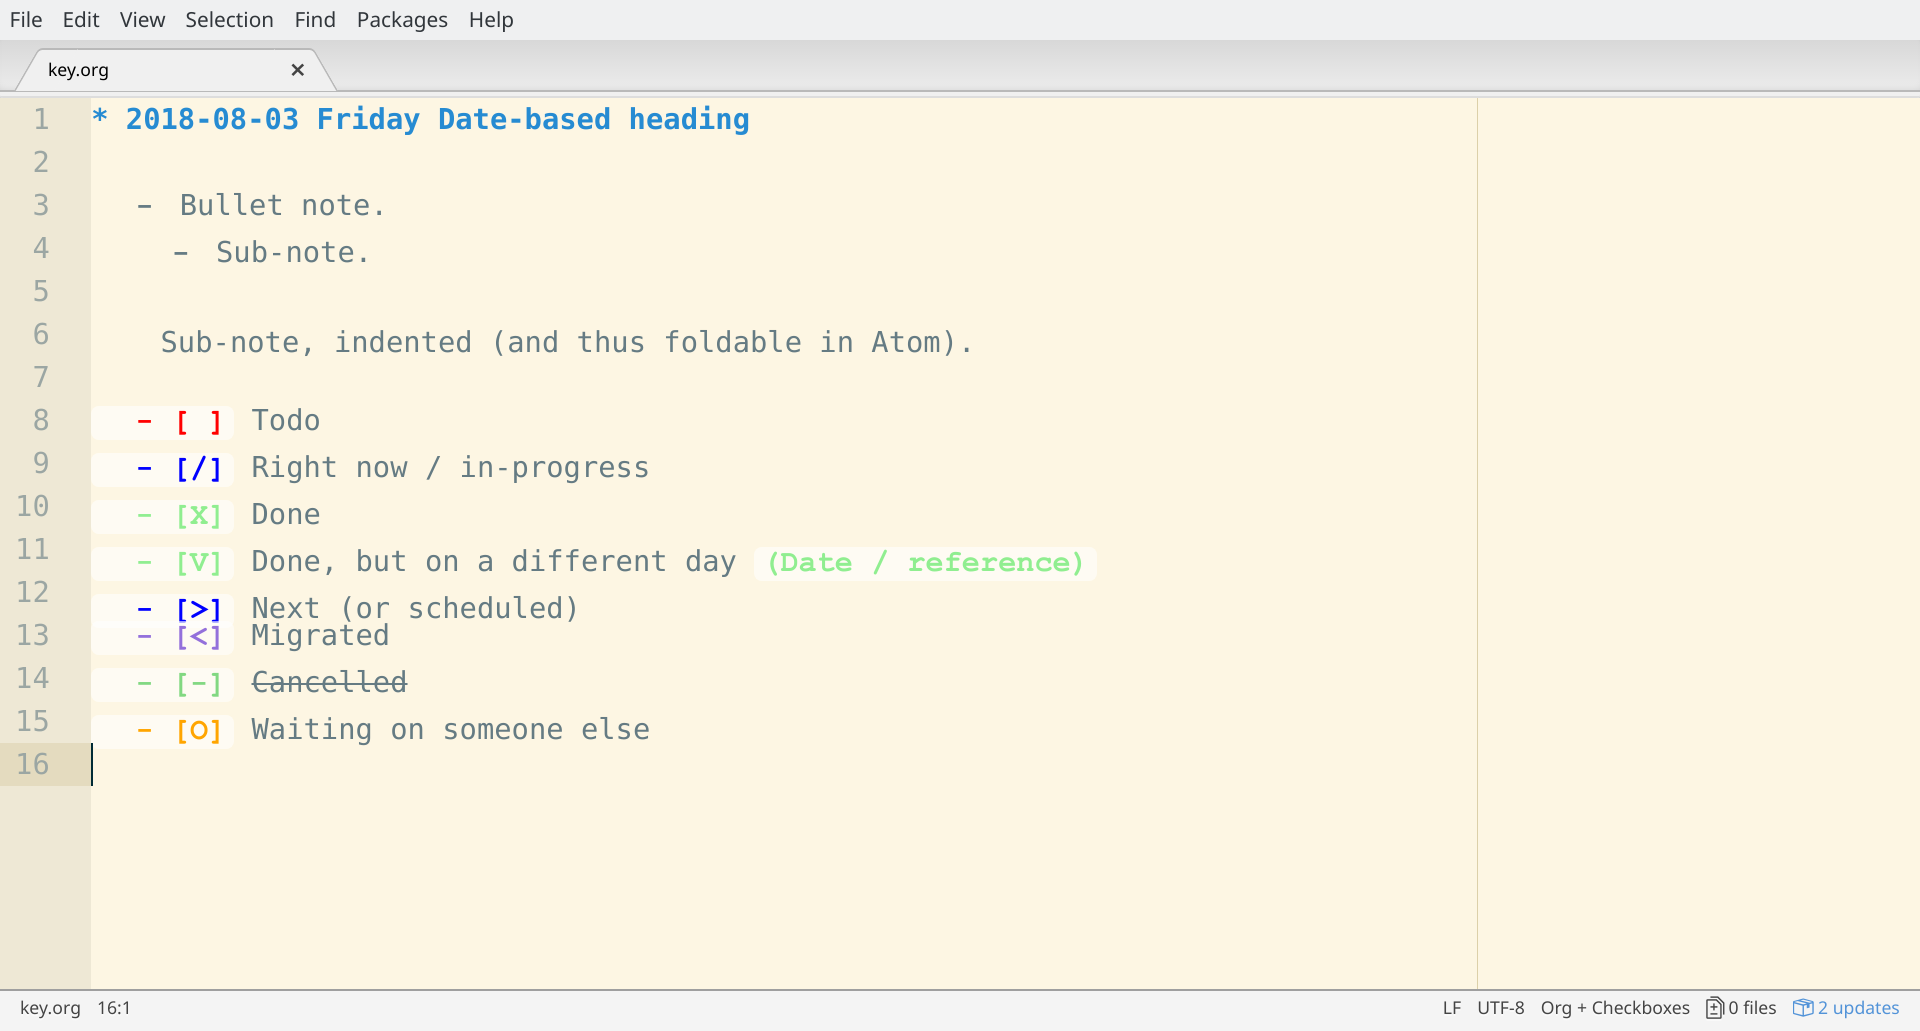 File Edit View Selection Find Packages Help
key.org ×
1 * 2018-08-03 Friday Date-based heading
2
3 - Bullet note.
4 - Sub-note.
5
6 Sub-note, indented (and thus foldable in Atom).
7
8 - [ ] Todo
9 - [/] Right now / in-progress
10 - [X] Done
11 - [V] Done, but on a different day (Date / reference)
12 - [>] Next (or scheduled)
13 - [<] Migrated
14 - [-] Cancelled
15 - [O] Waiting on someone else
16
key.org 16:1 LF UTF-8 Org + Checkboxes 0 files 2 updates